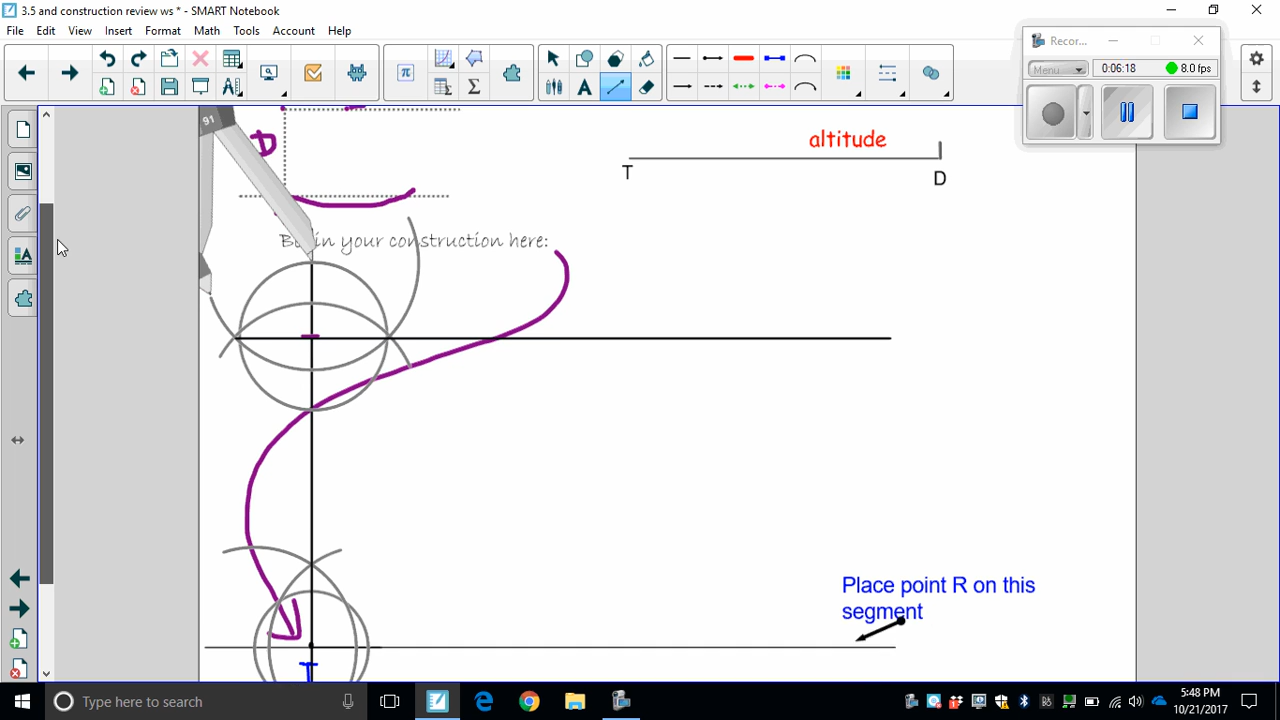 3.5 and construction review ws * - SMART Notebook
File Edit View Insert Format Math Tools Account Help
Recor...
Menu
0:06:18
8.0 fps
π
Σ
A
91
D
altitude
T
D
Begin your construction here:
Place point R on this
segment
T
Type here to search
5:48 PM
10/21/2017